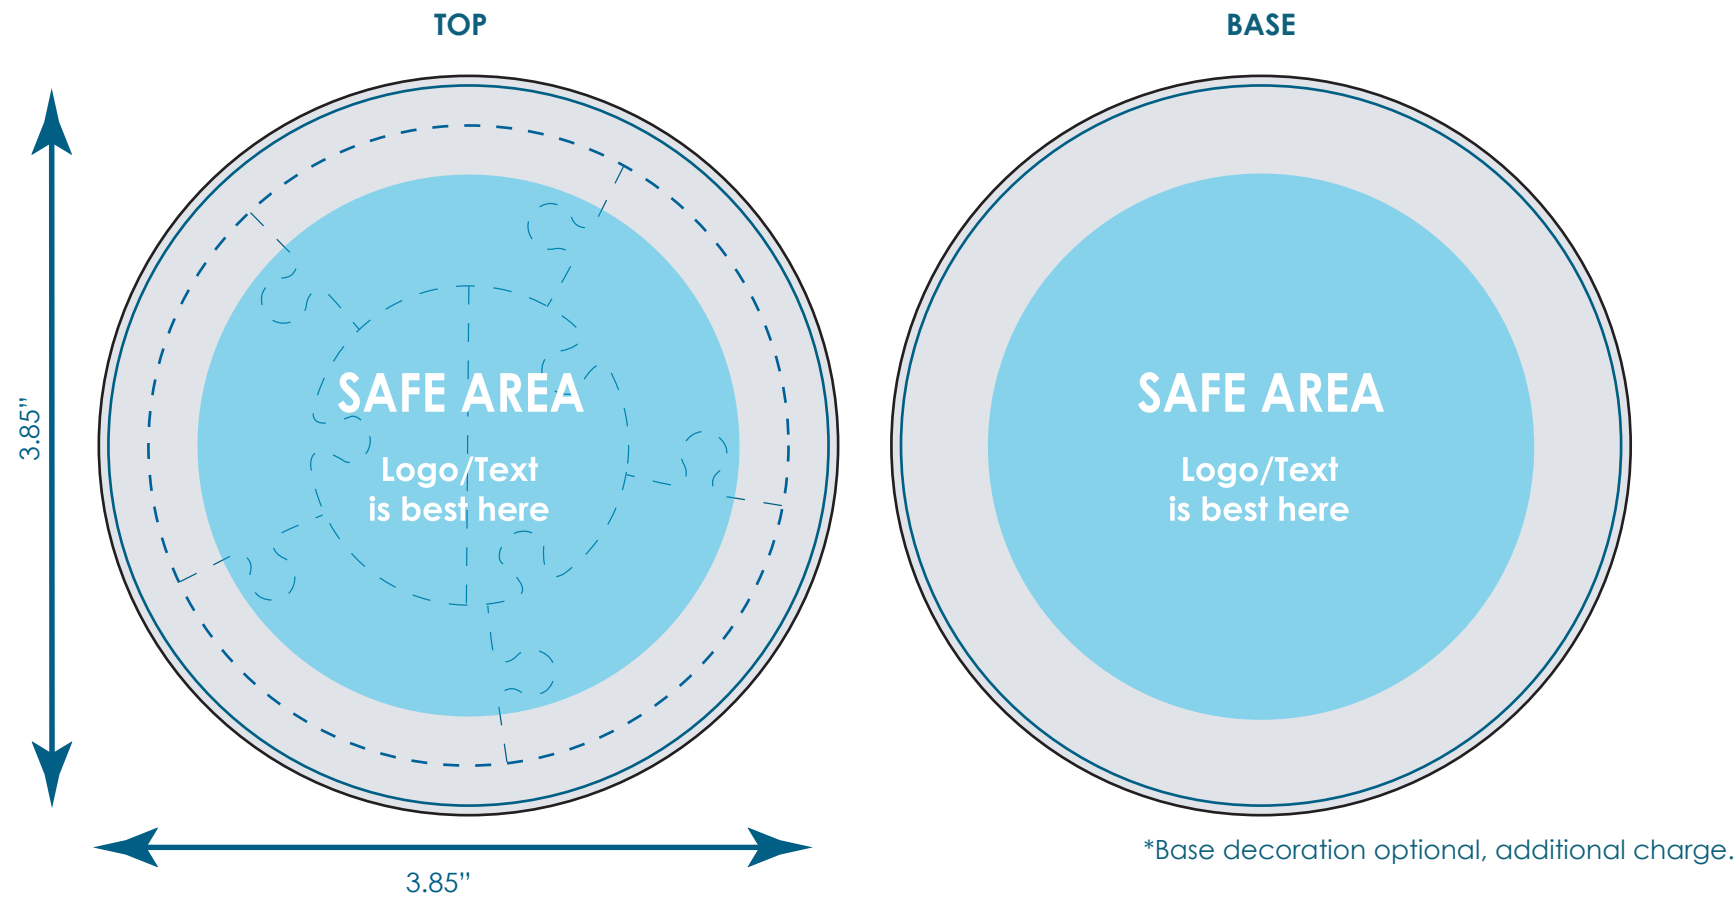 TOP
BASE
SAFE AREA
Logo/Text
is best here
SAFE AREA
Logo/Text
is best here
3.85”
3.85”
*Base decoration optional, additional charge.